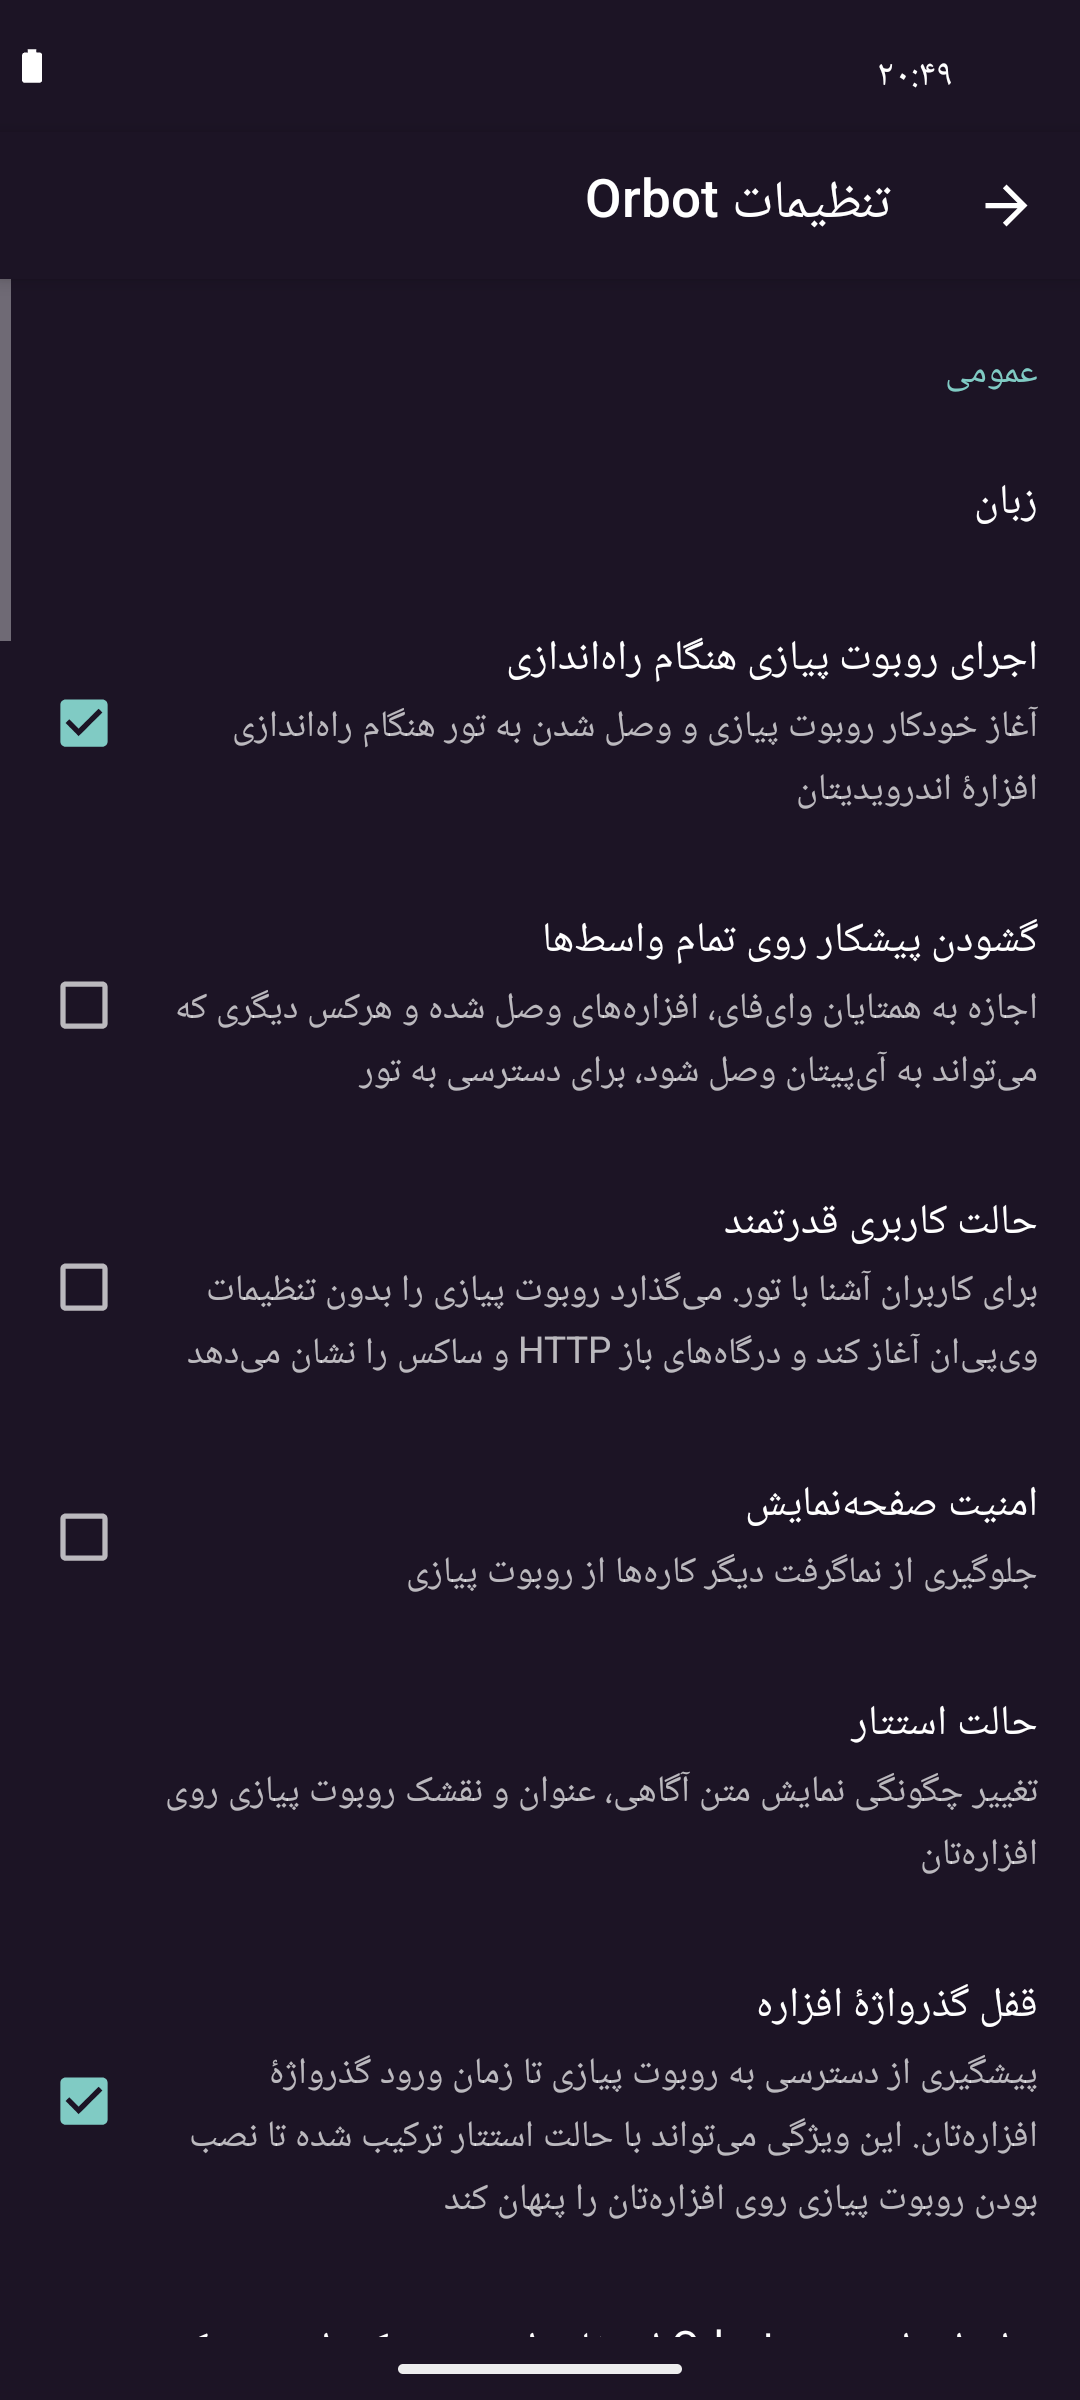 ۲۰:۴۹
تنظیمات Orbot
عمومی
زبان
اجرای روبوت پیازی هنگام راه‌اندازی
آغاز خودکار روبوت پیازی و وصل شدن به تور هنگام راه‌اندازی
افزارهٔ اندرویدیتان
گشودن پیشکار روی تمام واسط‌ها
اجازه به همتایان وای‌فای، افزاره‌های وصل شده و هرکس دیگری که
می‌تواند به آی‌پیتان وصل شود، برای دسترسی به تور
حالت کاربری قدرتمند
برای کاربران آشنا با تور. می‌گذارد روبوت پیازی را بدون تنظیمات
وی‌پی‌ان آغاز کند و درگاه‌های باز HTTP و ساکس را نشان می‌دهد
امنیت صفحه‌نمایش
جلوگیری از نماگرفت دیگر کاره‌ها از روبوت پیازی
حالت استتار
تغییر چگونگی نمایش متن آگاهی، عنوان و نقشک روبوت پیازی روی
افزاره‌تان
قفل گذرواژهٔ افزاره
پیشگیری از دسترسی به روبوت پیازی تا زمان ورود گذرواژهٔ
افزاره‌تان. این ویژگی می‌تواند با حالت استتار ترکیب شده تا نصب
بودن روبوت پیازی روی افزاره‌تان را پنهان کند